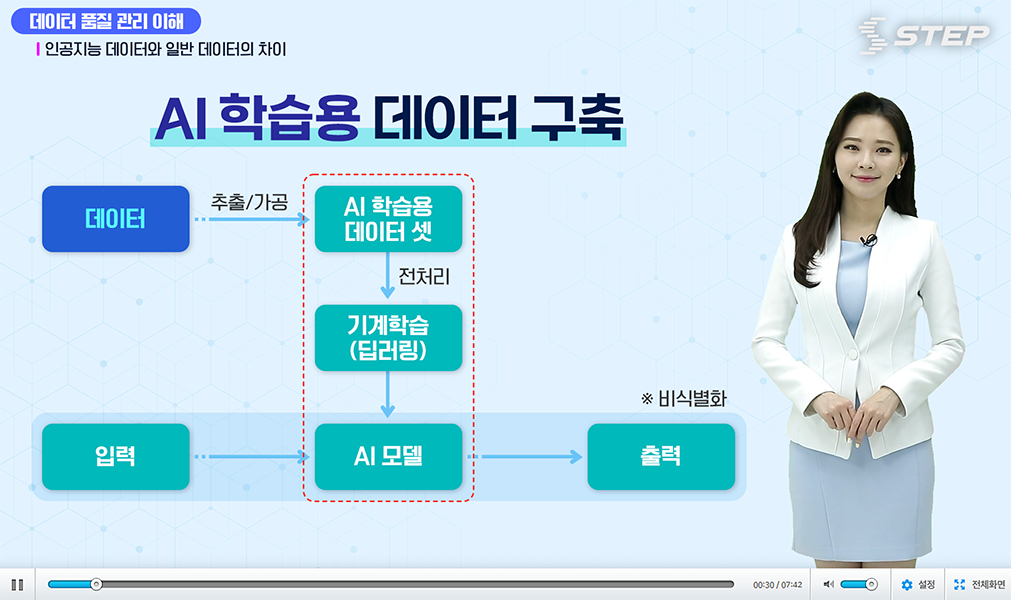 데이터 품질 관리 이해
인공지능 데이터와 일반 데이터의 차이
STEP
AI 학습용 데이터 구축
데이터
추출/가공
AI 학습용
데이터 셋
전처리
기계학습
(딥러링)
※ 비식별화
입력
AI 모델
출력
00:30 / 07:42
설정
전체화면